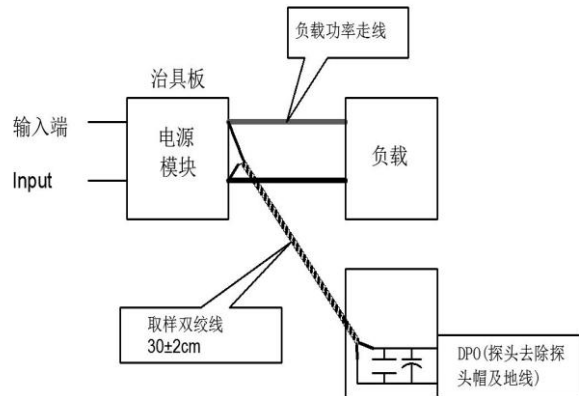 负载功率走线
治具板
输入端
电源
模块
负载
Input
取样双绞线
30±2cm
DPO(探头去除探
头帽及地线)